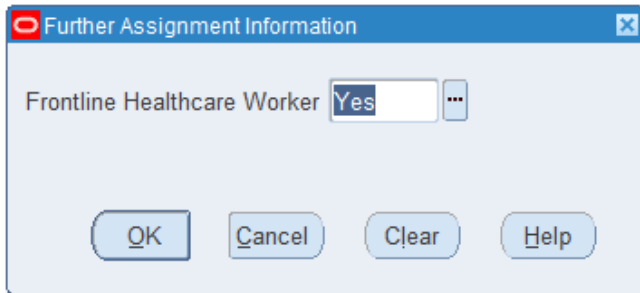 Further Assignment Information
Frontline Healthcare Worker Yes ...
OK Cancel Clear Help